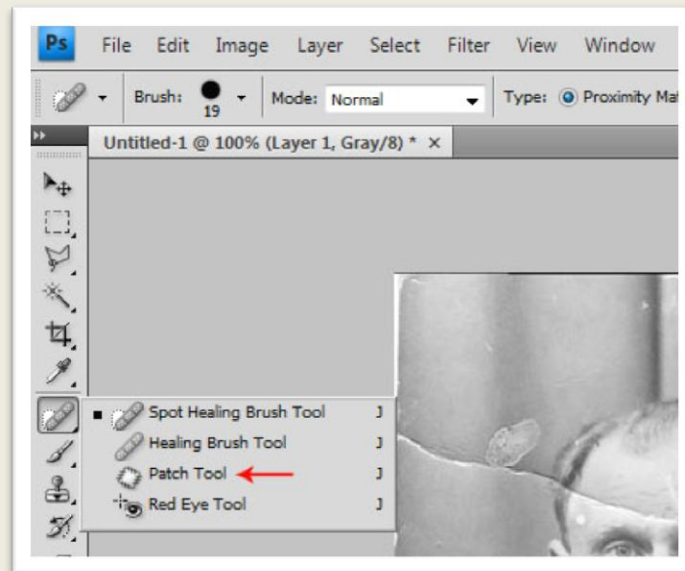 Ps File Edit Image Layer Select Filter View Window
Brush: 19 Mode: Normal Type: Proximity
Untitled-1 @ 100% (Layer 1, Gray/8) * ×
Spot Healing Brush Tool J
Healing Brush Tool J
Patch Tool J
Red Eye Tool J